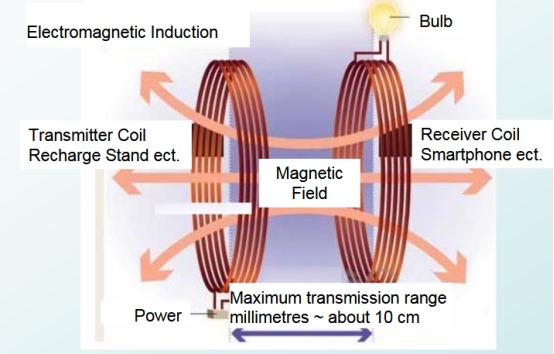 Electromagnetic Induction
Bulb
Transmitter Coil
Recharge Stand ect.
Receiver Coil
Smartphone ect.
Magnetic
Field
Power
Maximum transmission range
millimetres ~ about 10 cm